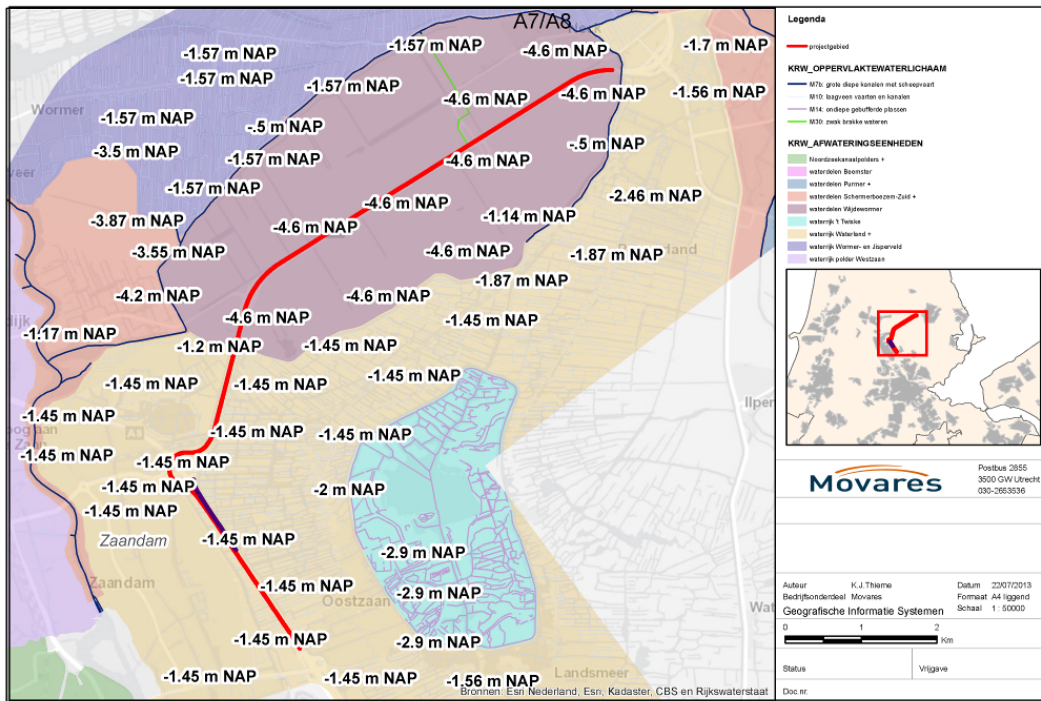 A7/A8
-1.57 m NAP
-1.57 m NAP
-4.6 m NAP
-1.7 m NAP
-1.57 m NAP
-1.57 m NAP
-4.6 m NAP
-4.6 m NAP
-1.56 m NAP
Wormer
-1.57 m NAP
-.5 m NAP
-.5 m NAP
-3.5 m NAP
-1.57 m NAP
-4.6 m NAP
-1.57 m NAP
-4.6 m NAP
-2.46 m NAP
-3.87 m NAP
-4.6 m NAP
-1.14 m NAP
-3.55 m NAP
-4.6 m NAP
-1.87 m NAP
-1.87 m NAP
-4.2 m NAP
-4.6 m NAP
-4.6 m NAP
-1.45 m NAP
-1.17 m NAP
-1.2 m NAP
-1.45 m NAP
-1.45 m NAP
-1.45 m NAP
-1.45 m NAP
-1.45 m NAP
-1.45 m NAP
-1.45 m NAP
A8
-1.45 m NAP
-1.45 m NAP
-1.45 m NAP
-2 m NAP
-1.45 m NAP
Zaandam
-1.45 m NAP
-2.9 m NAP
Zaandam
-1.45 m NAP
-2.9 m NAP
Oostzaan
-1.45 m NAP
-2.9 m NAP
Landsmeer
-1.45 m NAP
-1.45 m NAP
-1.56 m NAP
Bronnen: Esri Nederland, Esri, Kadaster, CBS en Rijkswaterstaat
Legenda
projectgebied
KRW_OPPERVLAKTEWATERLICHAAM
M7b: grote diepe kanalen met scheepvaart
M10: laagveen vaarten en kanalen
M14: ondiepe gebufferde plassen
M30: zwak brakke wateren
KRW_AFWATERINGSEENHEDEN
Noordzeekanaalpolders +
waterdelen Beemster
waterdelen Purmer +
waterdelen Schermerboezem-Zuid +
waterdelen Wijdewormer
waterrijk 't Twiske
waterrijk Waterland +
waterrijk Wormer- en Jisperveld
waterrijk polder Westzaan
Movares
Postbus 2855
3500 GW Utrecht
030-2653536
Auteur K.J.Thieme Datum 22/07/2013
Bedrijfsonderdeel Movares Formaat A4 liggend
Geografische Informatie Systemen Schaal 1 : 50000
0 1 2
Km
Status Vrijgave
Doc.nr.